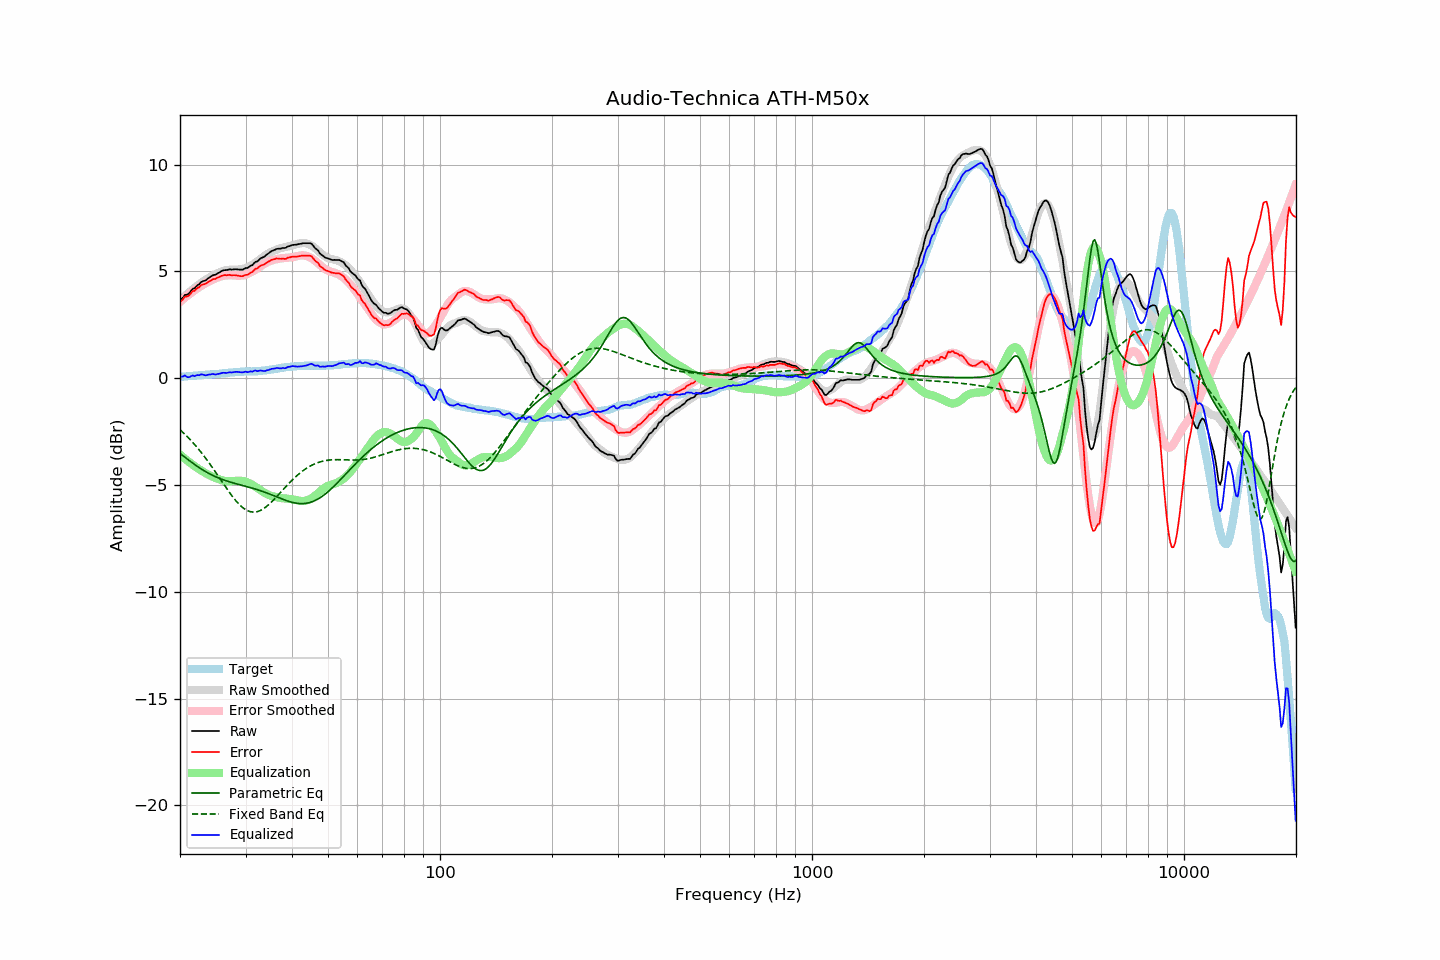 Audio-Technica ATH-M50x
Amplitude (dBr)
10
5
0
−5
−10
−15
−20
Target
Raw Smoothed
Error Smoothed
Raw
Error
Equalization
Parametric Eq
Fixed Band Eq
Equalized
100
1000
10000
Frequency (Hz)